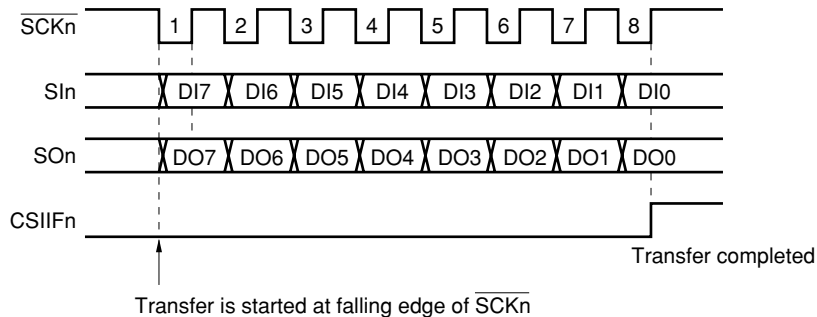 SCKn 1 2 3 4 5 6 7 8
SIn DI7 DI6 DI5 DI4 DI3 DI2 DI1 DI0
SOn DO7 DO6 DO5 DO4 DO3 DO2 DO1 DO0
CSIIFn
Transfer completed
Transfer is started at falling edge of SCKn